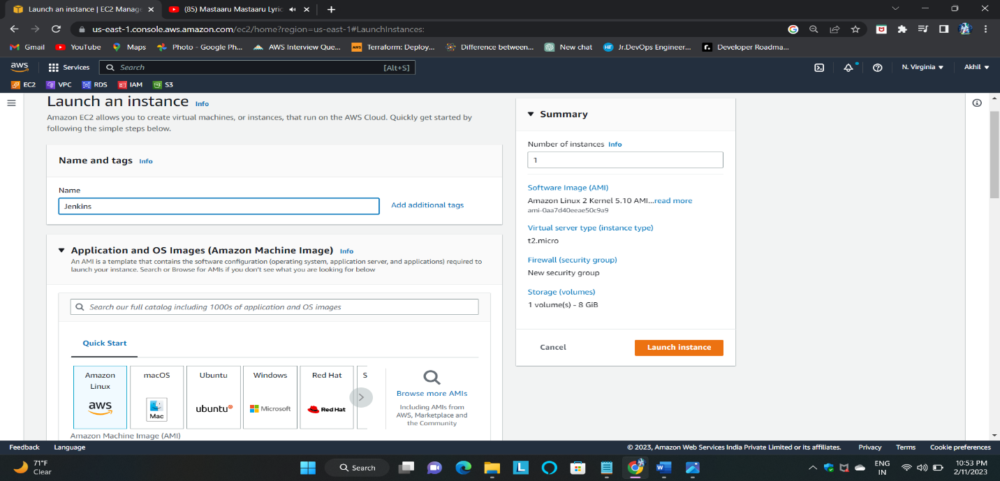 Launch an instance | EC2 Manage
(85) Mastaaru Mastaaru Lyric
us-east-1.console.aws.amazon.com/ec2/home?region=us-east-1#LaunchInstances:
Gmail YouTube Maps Photo - Google Ph... AWS Interview Que... Terraform: Deploy... Difference between... New chat Jr.DevOps Engineer... Developer Roadma...
aws Services Search [Alt+S] N. Virginia Akhil
EC2 VPC RDS IAM S3
Launch an instance Info
Amazon EC2 allows you to create virtual machines, or instances, that run on the AWS Cloud. Quickly get started by
following the simple steps below.
Name and tags Info
Name
Jenkins
Add additional tags
Application and OS Images (Amazon Machine Image) Info
An AMI is a template that contains the software configuration (operating system, application server, and applications) required to
launch your instance. Search or Browse for AMIs if you don't see what you are looking for below
Search our full catalog including 1000s of application and OS images
Quick Start
Amazon
Linux
aws
macOS
Mac
Ubuntu
ubuntu
Windows
Microsoft
Red Hat
Red Hat
S
Browse more AMIs
Including AMIs from
AWS, Marketplace and
the Community
Amazon Machine Image (AMI)
Summary
Number of instances Info
1
Software Image (AMI)
Amazon Linux 2 Kernel 5.10 AMI...read more
ami-0aa7d40eeae50c9a9
Virtual server type (instance type)
t2.micro
Firewall (security group)
New security group
Storage (volumes)
1 volume(s) - 8 GiB
Cancel
Launch instance
Feedback Language © 2023, Amazon Web Services India Private Limited or its affiliates. Privacy Terms Cookie preferences
71°F
Clear
Search
ENG
IN
10:53 PM
2/11/2023